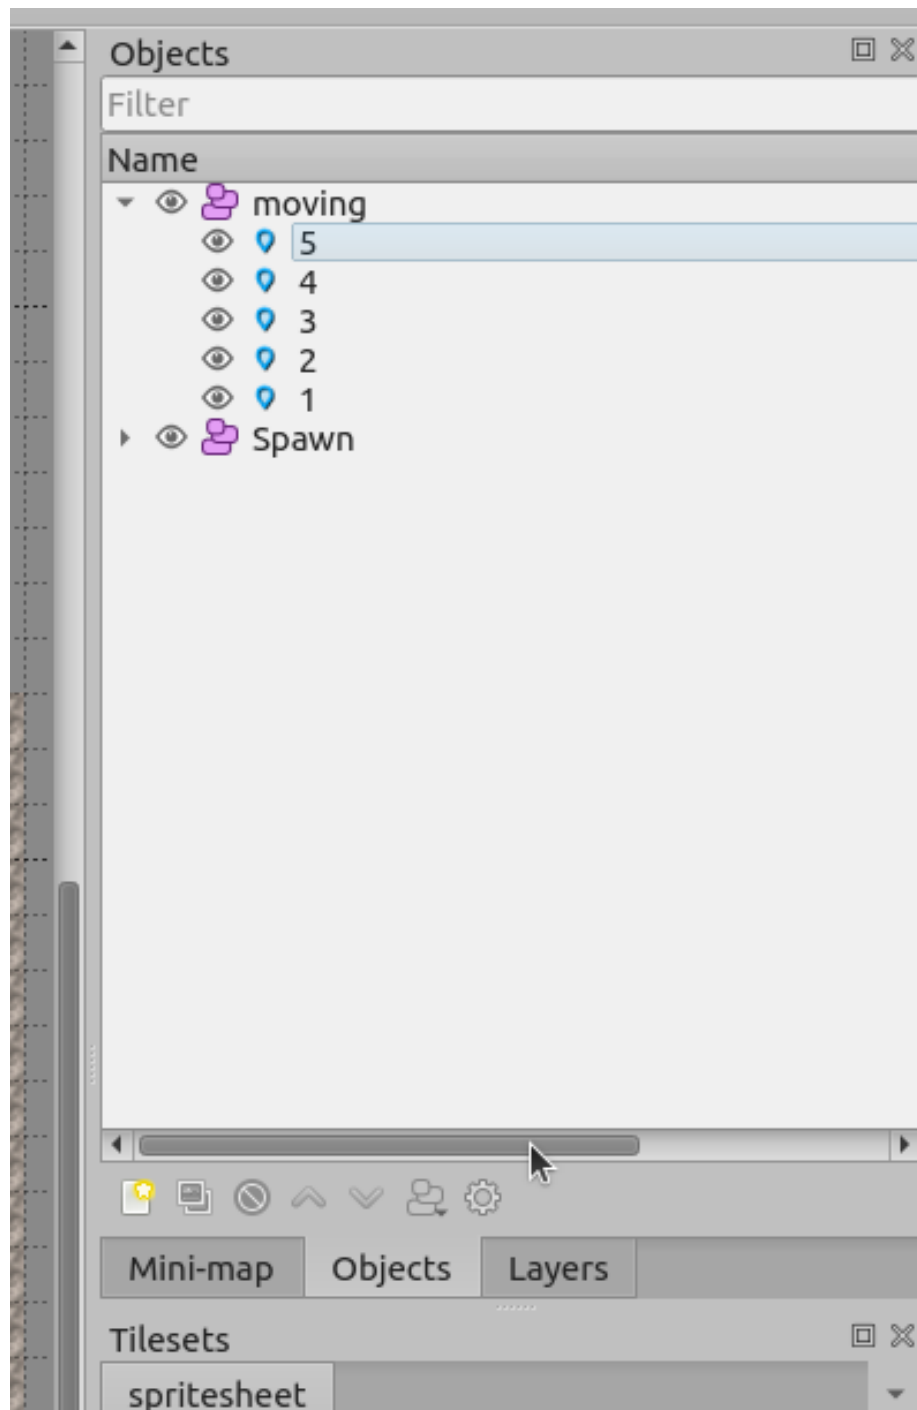 Objects
Filter
Name
moving
5
4
3
2
1
Spawn
Mini-map Objects Layers
Tilesets
spritesheet